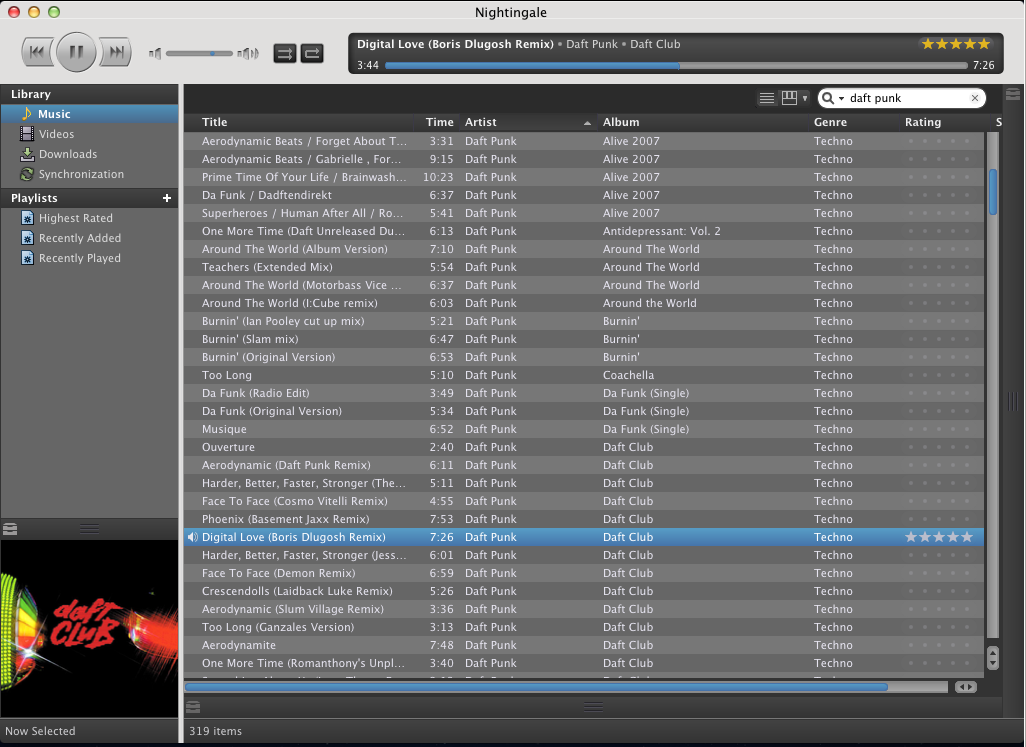 Nightingale
Digital Love (Boris Dlugosh Remix) • Daft Punk • Daft Club
3:44 7:26
Library
Music
Videos
Downloads
Synchronization
Playlists +
Highest Rated
Recently Added
Recently Played
daft CLUB
Now Selected
daft punk
Title Time Artist Album Genre Rating S
Aerodynamic Beats / Forget About T... 3:31 Daft Punk Alive 2007 Techno
Aerodynamic Beats / Gabrielle , For... 9:15 Daft Punk Alive 2007 Techno
Prime Time Of Your Life / Brainwash... 10:23 Daft Punk Alive 2007 Techno
Da Funk / Dadftendirekt 6:37 Daft Punk Alive 2007 Techno
Superheroes / Human After All / Ro... 5:41 Daft Punk Alive 2007 Techno
One More Time (Daft Unreleased Du... 6:13 Daft Punk Antidepressant: Vol. 2 Techno
Around The World (Album Version) 7:10 Daft Punk Around The World Techno
Teachers (Extended Mix) 5:54 Daft Punk Around The World Techno
Around The World (Motorbass Vice ... 6:37 Daft Punk Around The World Techno
Around The World (I:Cube remix) 6:03 Daft Punk Around the World Techno
Burnin' (Ian Pooley cut up mix) 5:21 Daft Punk Burnin' Techno
Burnin' (Slam mix) 6:47 Daft Punk Burnin' Techno
Burnin' (Original Version) 6:53 Daft Punk Burnin' Techno
Too Long 5:10 Daft Punk Coachella Techno
Da Funk (Radio Edit) 3:49 Daft Punk Da Funk (Single) Techno
Da Funk (Original Version) 5:34 Daft Punk Da Funk (Single) Techno
Musique 6:52 Daft Punk Da Funk (Single) Techno
Ouverture 2:40 Daft Punk Daft Club Techno
Aerodynamic (Daft Punk Remix) 6:11 Daft Punk Daft Club Techno
Harder, Better, Faster, Stronger (The... 5:11 Daft Punk Daft Club Techno
Face To Face (Cosmo Vitelli Remix) 4:55 Daft Punk Daft Club Techno
Phoenix (Basement Jaxx Remix) 7:53 Daft Punk Daft Club Techno
Digital Love (Boris Dlugosh Remix) 7:26 Daft Punk Daft Club Techno
Harder, Better, Faster, Stronger (Jess... 6:01 Daft Punk Daft Club Techno
Face To Face (Demon Remix) 6:59 Daft Punk Daft Club Techno
Crescendolls (Laidback Luke Remix) 5:26 Daft Punk Daft Club Techno
Aerodynamic (Slum Village Remix) 3:36 Daft Punk Daft Club Techno
Too Long (Ganzales Version) 3:13 Daft Punk Daft Club Techno
Aerodynamite 7:48 Daft Punk Daft Club Techno
One More Time (Romanthony's Unpl... 3:40 Daft Punk Daft Club Techno
319 items